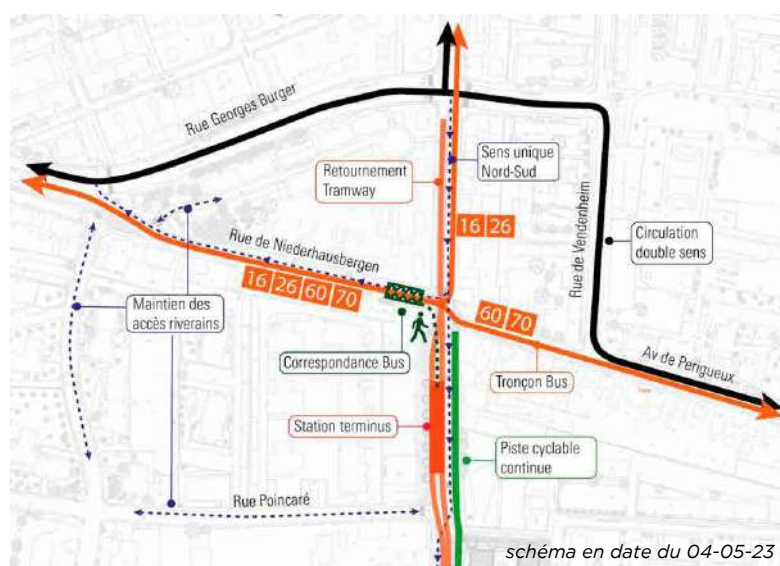 Rue Georges Burger
Retournement
Tramway
Sens unique
Nord-Sud
16 26
Rue de Vendenheim
Circulation
double sens
Rue de Niederhausbergen
16 26 60 70
60 70
Maintien des
accès riverains
Correspondance Bus
Tronçon Bus
Av de Perigueux
Station terminus
Piste cyclable
continue
Rue Poincaré
schéma en date du 04-05-23